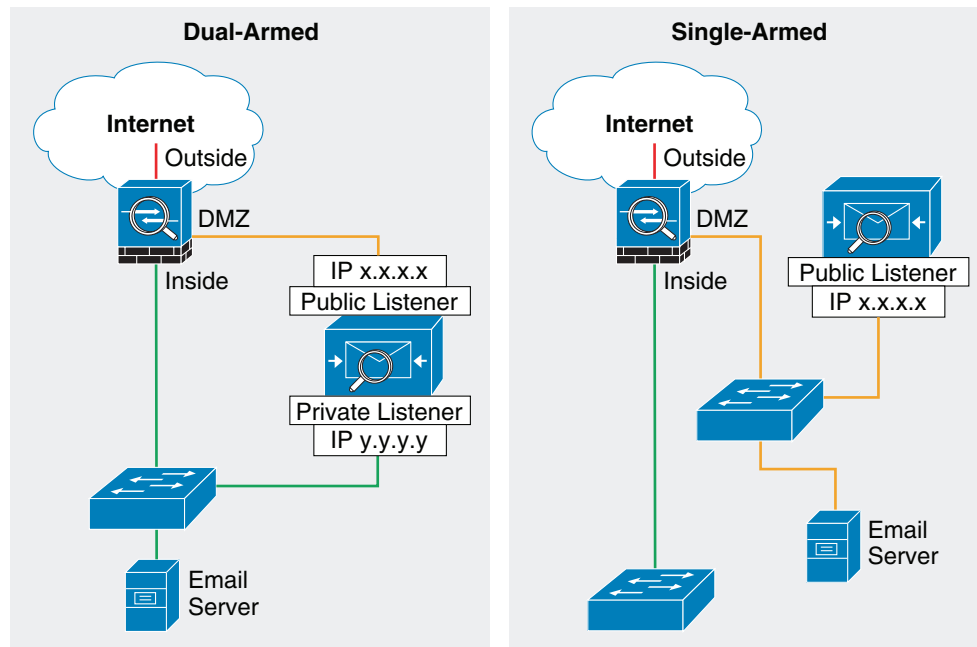 Dual-Armed
Internet
Outside
DMZ
Inside
IP x.x.x.x
Public Listener
Private Listener
IP y.y.y.y
Email
Server
Single-Armed
Internet
Outside
DMZ
Inside
Public Listener
IP x.x.x.x
Email
Server